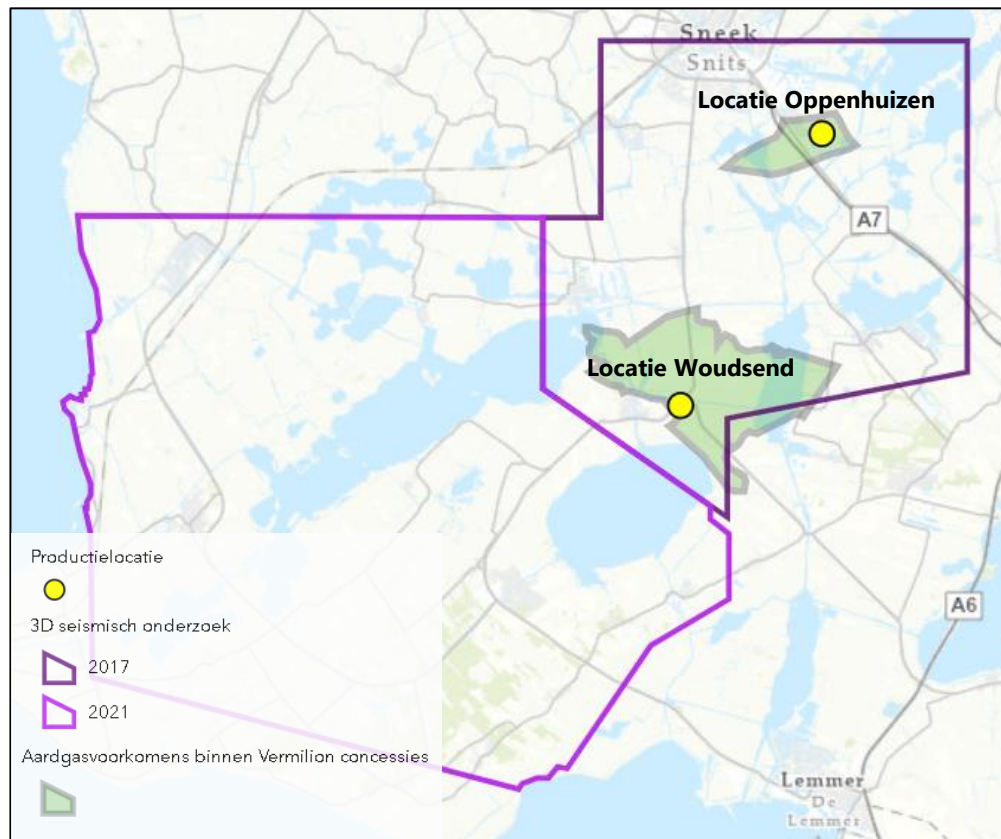 Sneek
Snits
Locatie Oppenhuizen
A7
Locatie Woudsend
A6
Lemmer
De
Lemmer
Productielocatie
3D seismisch onderzoek
2017
2021
Aardgasvoorkomens binnen Vermilion concessies